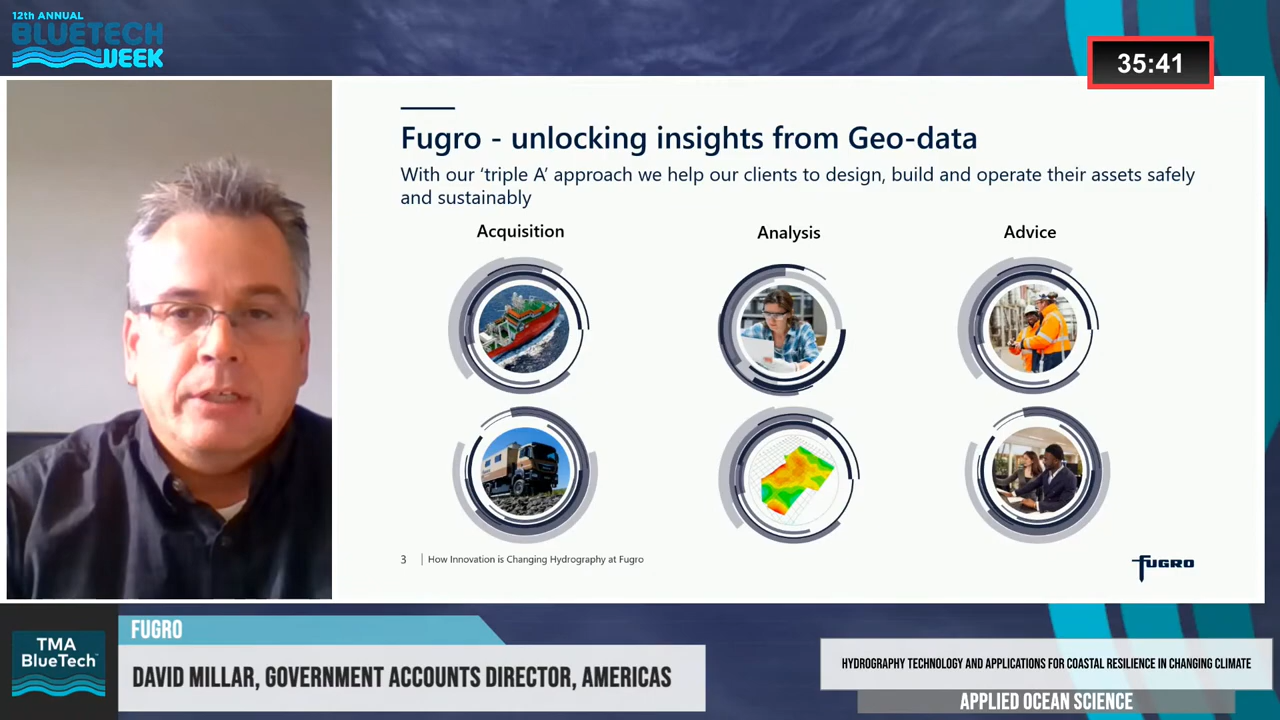 12th ANNUAL
BLUETECH
WEEK
35:41
Fugro - unlocking insights from Geo-data
With our ‘triple A’ approach we help our clients to design, build and operate their assets safely
and sustainably
Acquisition
Analysis
Advice
3 | How Innovation is Changing Hydrography at Fugro
FUGRO
FUGRO
TMA
BlueTech™
DAVID MILLAR, GOVERNMENT ACCOUNTS DIRECTOR, AMERICAS
HYDROGRAPHY TECHNOLOGY AND APPLICATIONS FOR COASTAL RESILIENCE IN CHANGING CLIMATE
APPLIED OCEAN SCIENCE